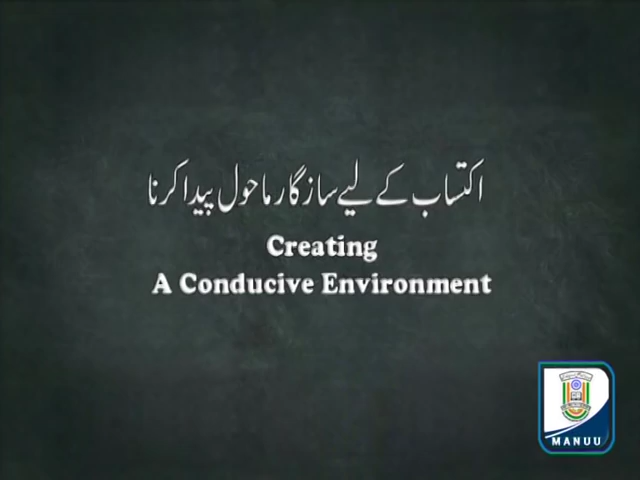 اکتساب کے لیے سازگار ماحول پیدا کرنا
Creating
A Conducive Environment
MANUU